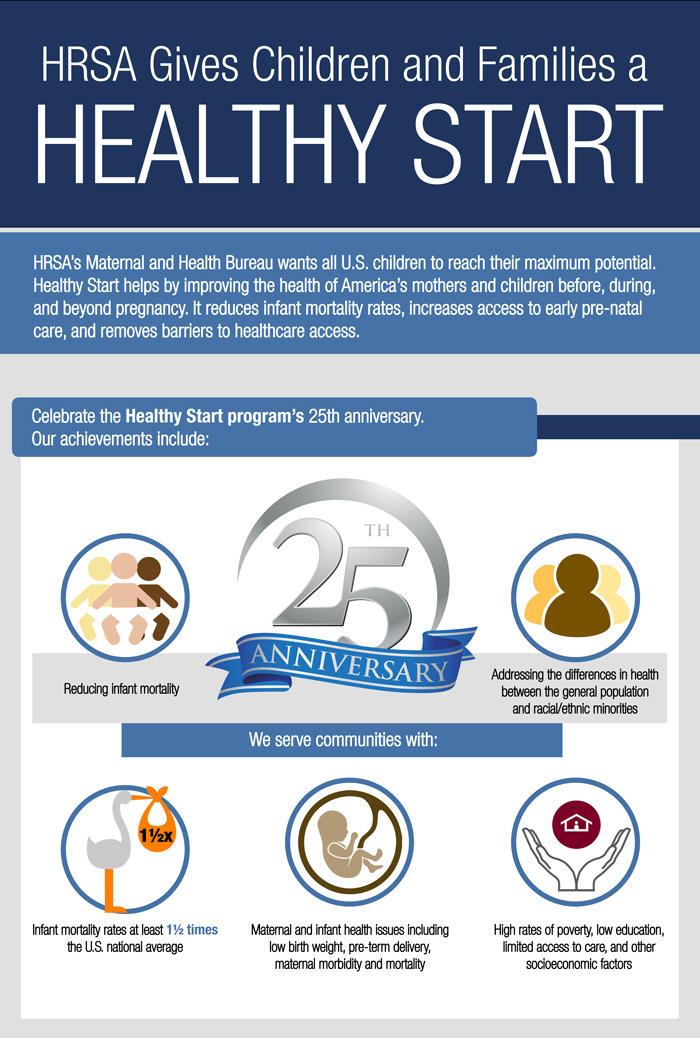 HRSA Gives Children and Families a
HEALTHY START
HRSA's Maternal and Health Bureau wants all U.S. children to reach their maximum potential.
Healthy Start helps by improving the health of America's mothers and children before, during,
and beyond pregnancy. It reduces infant mortality rates, increases access to early pre-natal
care, and removes barriers to healthcare access.
Celebrate the Healthy Start program's 25th anniversary.
Our achievements include:
25TH
ANNIVERSARY
Reducing infant mortality
Addressing the differences in health
between the general population
and racial/ethnic minorities
We serve communities with:
1½x
Infant mortality rates at least 1½ times
the U.S. national average
Maternal and infant health issues including
low birth weight, pre-term delivery,
maternal morbidity and mortality
High rates of poverty, low education,
limited access to care, and other
socioeconomic factors